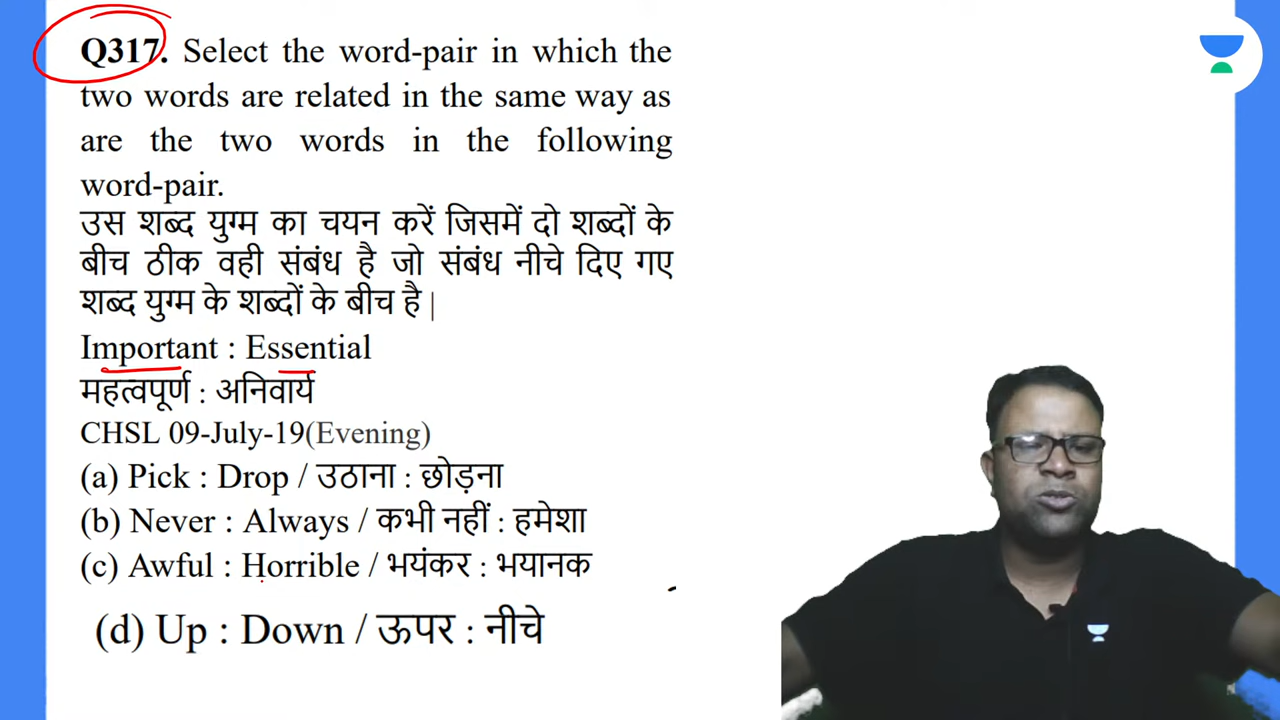 Q317. Select the word-pair in which the
two words are related in the same way as
are the two words in the following
word-pair.
उस शब्द युग्म का चयन करें जिसमें दो शब्दों के
बीच ठीक वही संबंध है जो संबंध नीचे दिए गए
शब्द युग्म के शब्दों के बीच है |
Important : Essential
महत्वपूर्ण : अनिवार्य
CHSL 09-July-19(Evening)
(a) Pick : Drop / उठाना : छोड़ना
(b) Never : Always / कभी नहीं : हमेशा
(c) Awful : Horrible / भयंकर : भयानक
(d) Up : Down / ऊपर : नीचे